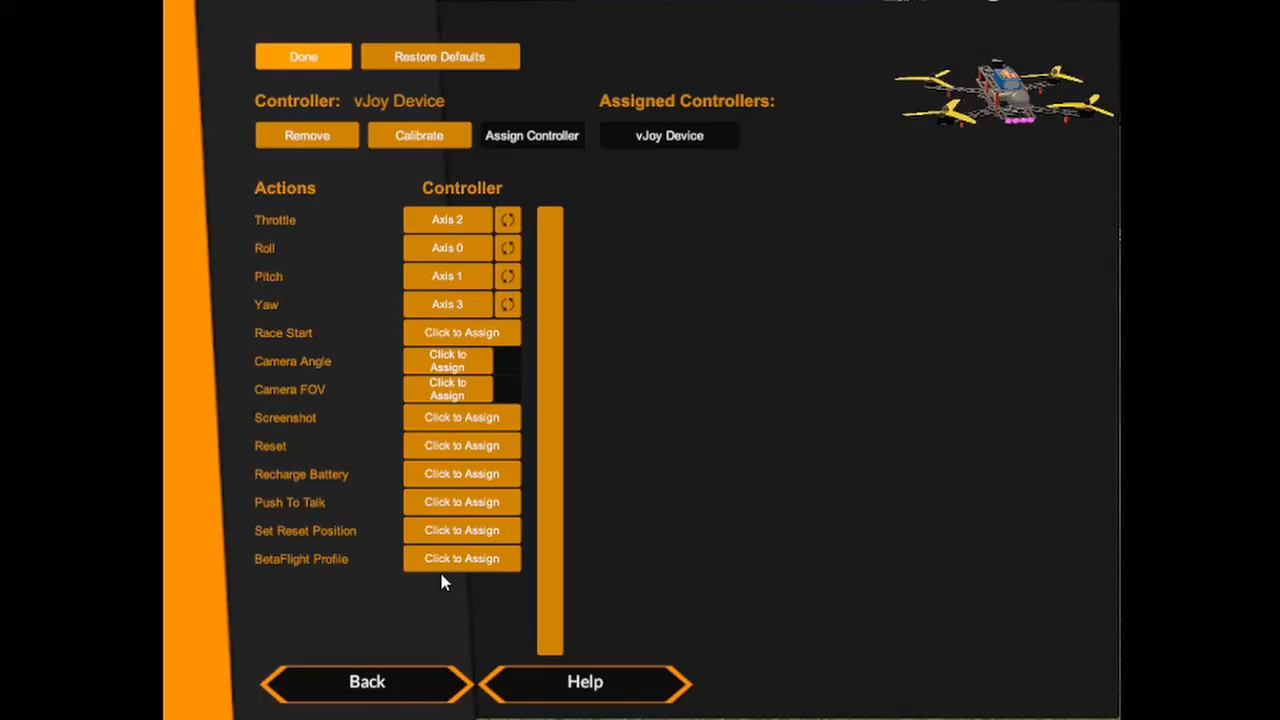 Done
Restore Defaults
Controller: vJoy Device
Assigned Controllers:
Remove
Calibrate
Assign Controller
vJoy Device
Actions
Controller
Throttle
Axis 2
Roll
Axis 0
Pitch
Axis 1
Yaw
Axis 3
Race Start
Click to Assign
Camera Angle
Click to
Assign
Camera FOV
Click to
Assign
Screenshot
Click to Assign
Reset
Click to Assign
Recharge Battery
Click to Assign
Push To Talk
Click to Assign
Set Reset Position
Click to Assign
BetaFlight Profile
Click to Assign
Back
Help